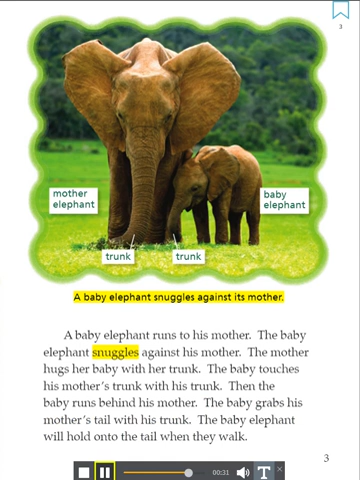 3
mother
elephant
baby
elephant
trunk
trunk
A baby elephant snuggles against its mother.
A baby elephant runs to his mother. The baby
elephant snuggles against his mother. The mother
hugs her baby with her trunk. The baby touches
his mother's trunk with his trunk. Then the
baby runs behind his mother. The baby grabs his
mother's tail with his trunk. The baby elephant
will hold onto the tail when they walk.
3
00:31
T